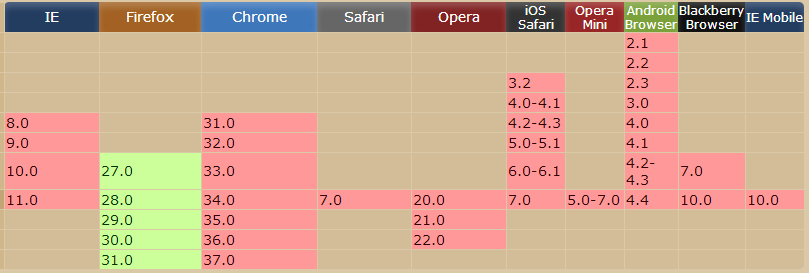 IE Firefox Chrome Safari Opera iOS Safari Opera Mini Android Browser Blackberry Browser IE Mobile
2.1
2.2
3.2 2.3
4.0-4.1 3.0
8.0 31.0 4.2-4.3 4.0
9.0 32.0 5.0-5.1 4.1
10.0 27.0 33.0 6.0-6.1 4.2-4.3 7.0
11.0 28.0 34.0 7.0 20.0 7.0 5.0-7.0 4.4 10.0 10.0
29.0 35.0 21.0
30.0 36.0 22.0
31.0 37.0